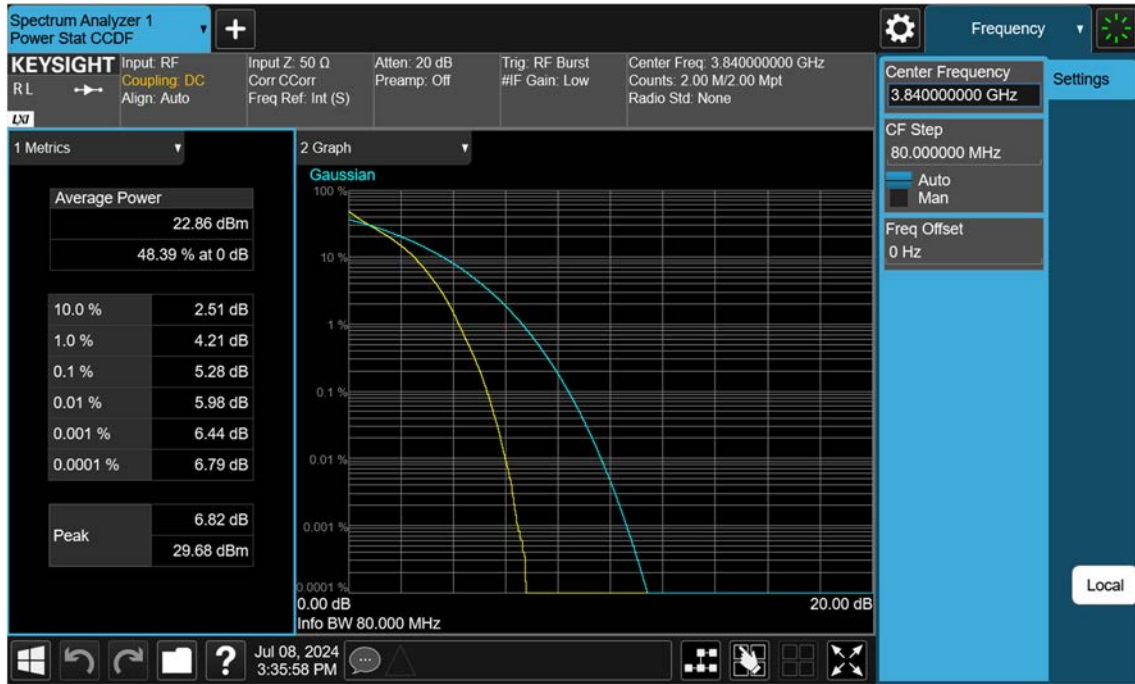 Spectrum Analyzer 1
Power Stat CCDF
+
Frequency
KEYSIGHT
RL
LXI
Input: RF
Coupling: DC
Align: Auto
Input Z: 50 Ω
Corr CCorr
Freq Ref: Int (S)
Atten: 20 dB
Preamp: Off
Trig: RF Burst
#IF Gain: Low
Center Freq: 3.840000000 GHz
Counts: 2.00 M/2.00 Mpt
Radio Std: None
Center Frequency
3.840000000 GHz
Settings
CF Step
80.000000 MHz
Auto
Man
Freq Offset
0 Hz
1 Metrics
Average Power
22.86 dBm
48.39 % at 0 dB
10.0 % 2.51 dB
1.0 % 4.21 dB
0.1 % 5.28 dB
0.01 % 5.98 dB
0.001 % 6.44 dB
0.0001 % 6.79 dB
Peak
6.82 dB
29.68 dBm
2 Graph
Gaussian
100 %
10 %
1 %
0.1 %
0.01 %
0.001 %
0.0001 %
0.00 dB 20.00 dB
Info BW 80.000 MHz
Local
?
Jul 08, 2024
3:35:58 PM